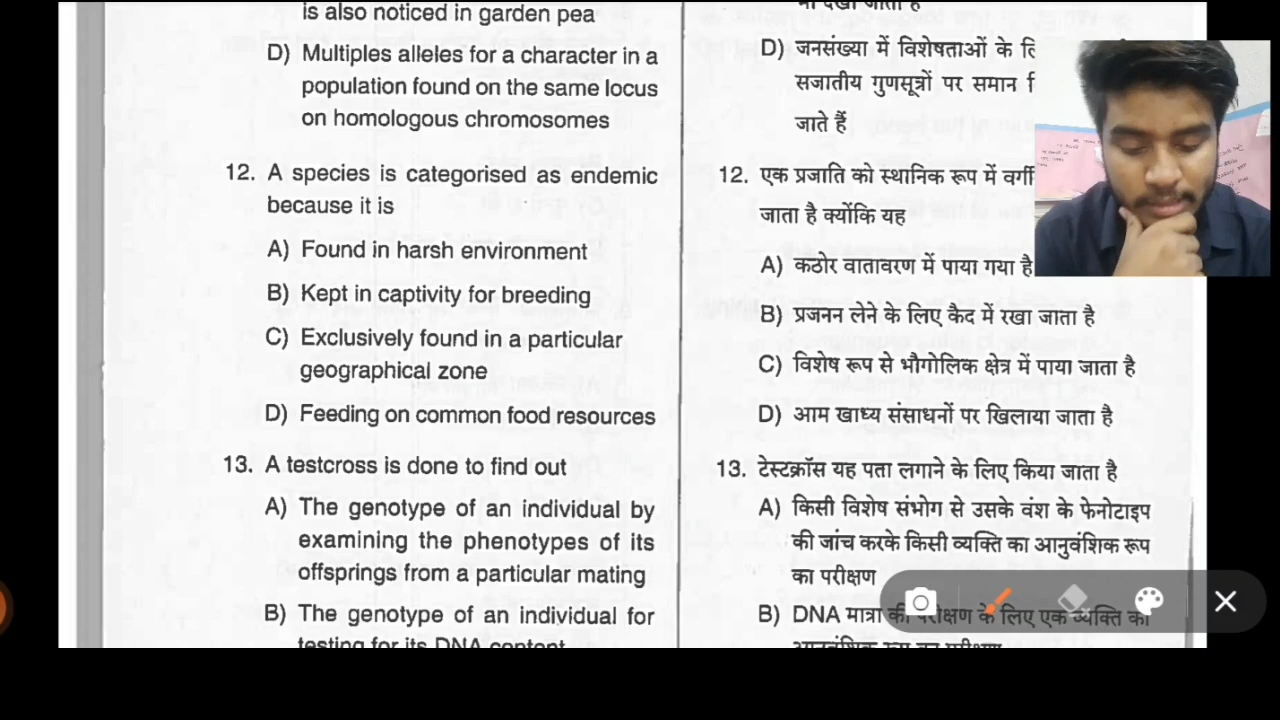 is also noticed in garden pea
D) Multiples alleles for a character in a
population found on the same locus
on homologous chromosomes
12. A species is categorised as endemic
because it is
A) Found in harsh environment
B) Kept in captivity for breeding
C) Exclusively found in a particular
geographical zone
D) Feeding on common food resources
13. A testcross is done to find out
A) The genotype of an individual by
examining the phenotypes of its
offsprings from a particular mating
B) The genotype of an individual for
testing for its DNA content
D) जनसंख्या में विशेषताओं के
सजातीय गुणसूत्रों पर समान
जाते हैं
12. एक प्रजाति को स्थानिक रूप में
जाता है क्योंकि यह
A) कठोर वातावरण में पाया गया है
B) प्रजनन लेने के लिए कैद में रखा जाता है
C) विशेष रूप से भौगोलिक क्षेत्र में पाया जाता है
D) आम खाध्य संसाधनों पर खिलाया जाता है
13. टेस्टक्रॉस यह पता लगाने के लिए किया जाता है
A) किसी विशेष संभोग से उसके वंश के फेनोटाइप
की जांच करके किसी व्यक्ति का आनुवंशिक रूप
का परीक्षण
B) DNA मात्रा की परीक्षण के लिए एक व्यक्ति का